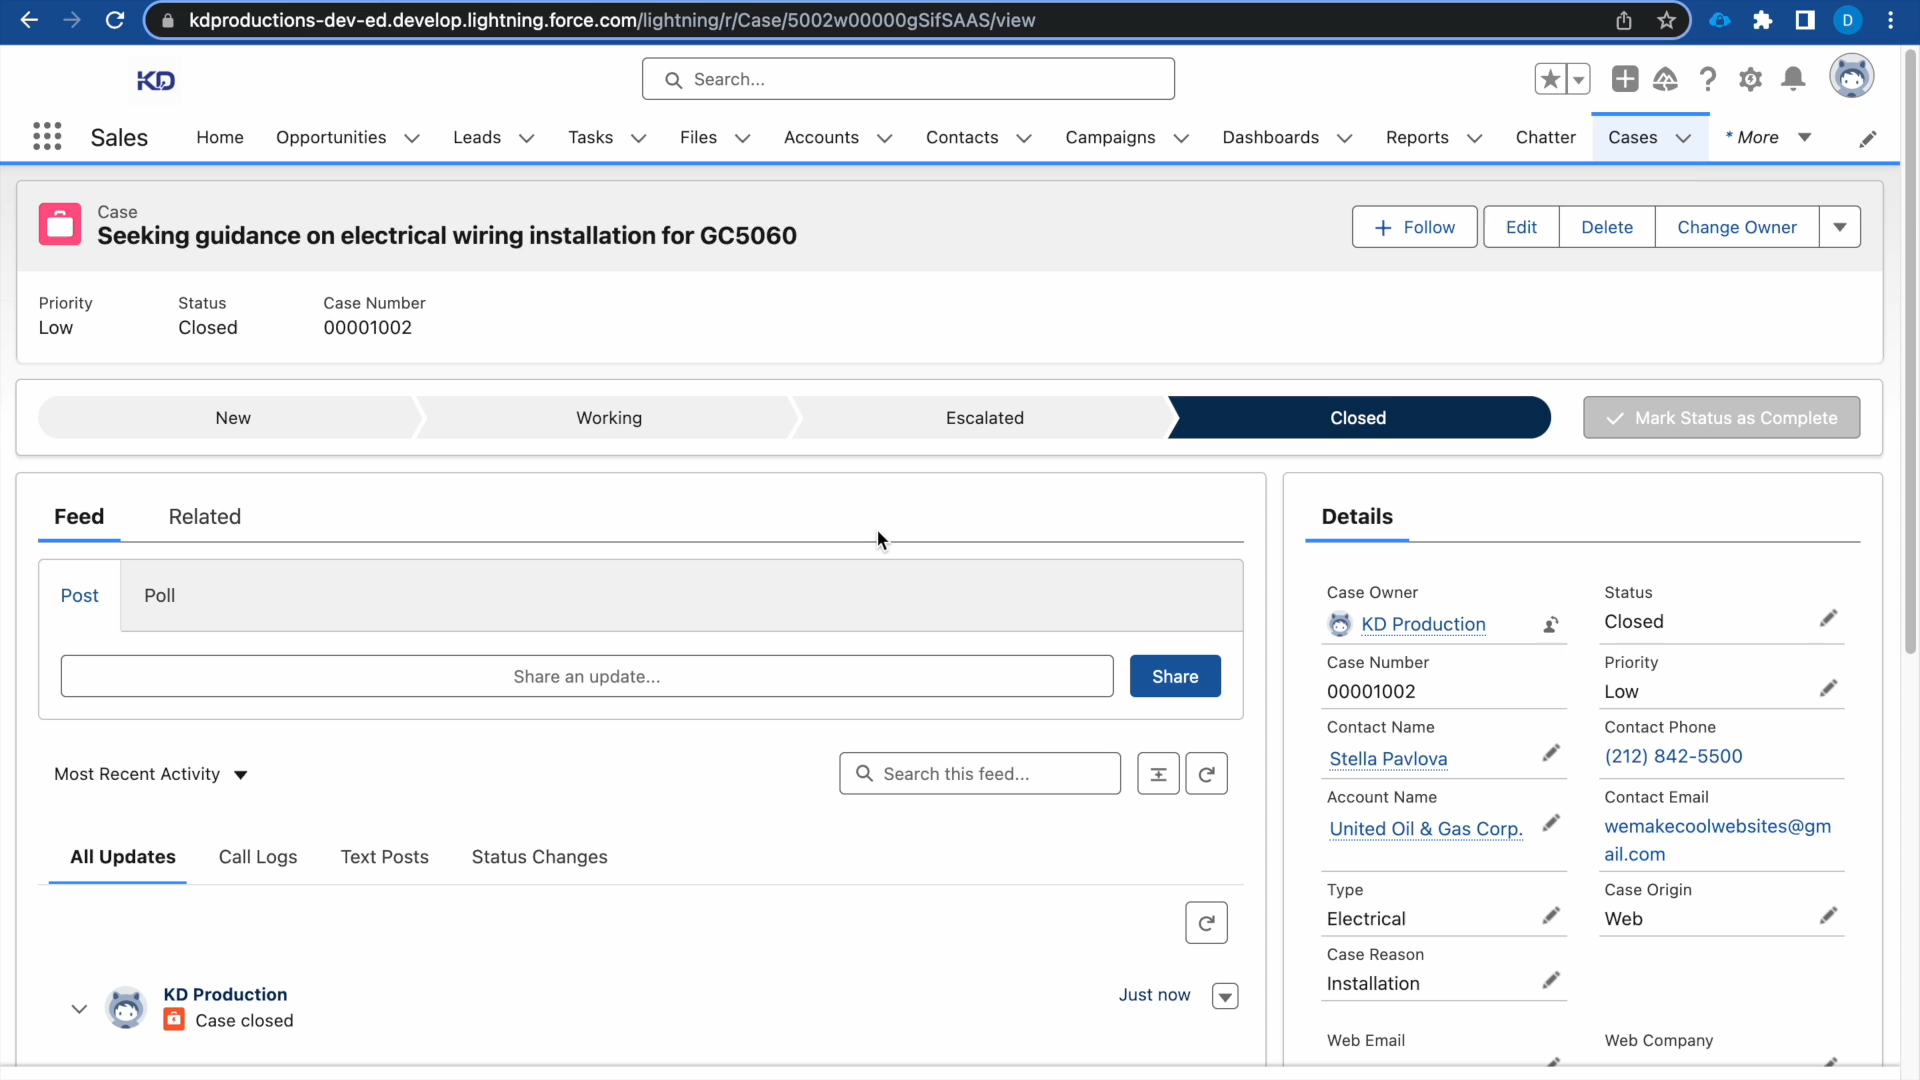 kdproductions-dev-ed.develop.lightning.force.com/lightning/r/Case/5002w00000gSifSAAS/view
D
KD
Search...
Sales
Home
Opportunities
Leads
Tasks
Files
Accounts
Contacts
Campaigns
Dashboards
Reports
Chatter
Cases
* More
Case
Seeking guidance on electrical wiring installation for GC5060
+ Follow
Edit
Delete
Change Owner
Priority
Low
Status
Closed
Case Number
00001002
New
Working
Escalated
Closed
Mark Status as Complete
Feed
Related
Post
Poll
Share an update...
Share
Most Recent Activity
Search this feed...
All Updates
Call Logs
Text Posts
Status Changes
KD Production
Case closed
Just now
Details
Case Owner
KD Production
Status
Closed
Case Number
00001002
Priority
Low
Contact Name
Stella Pavlova
Contact Phone
(212) 842-5500
Account Name
United Oil & Gas Corp.
Contact Email
wemakecoolwebsites@gm
ail.com
Type
Electrical
Case Origin
Web
Case Reason
Installation
Web Email
Web Company